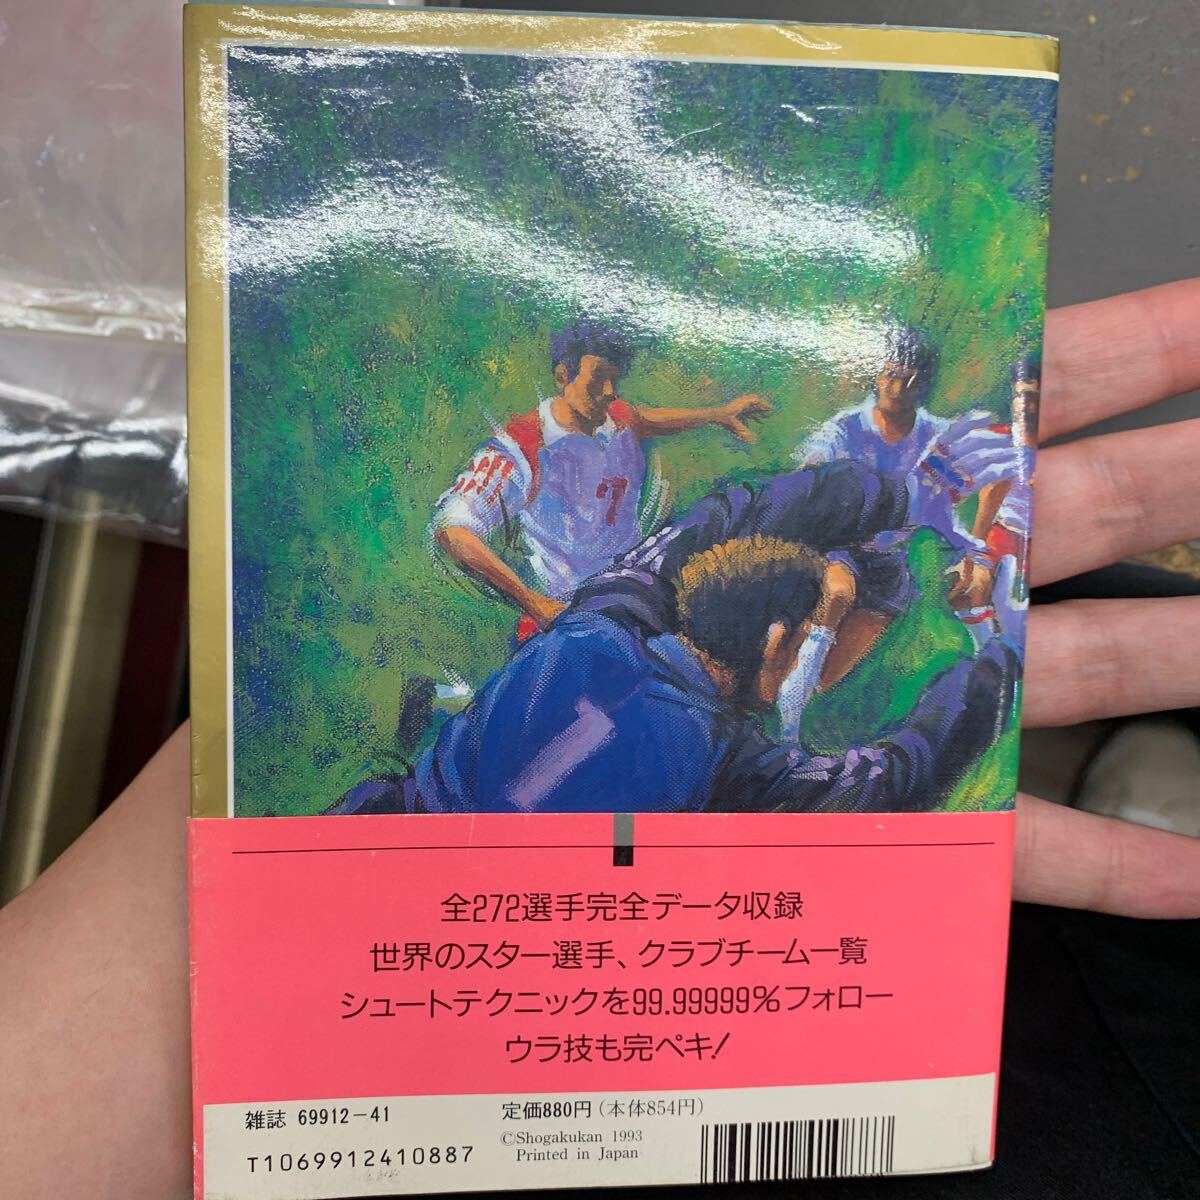 7
1
全272選手完全データ収録
世界のスター選手、クラブチーム一覧
シュートテクニックを99.99999%フォロー
ウラ技も完ペキ!
雑誌 69912-41
定価880円(本体854円)
T1069912410887
©Shogakukan 1993
Printed in Japan